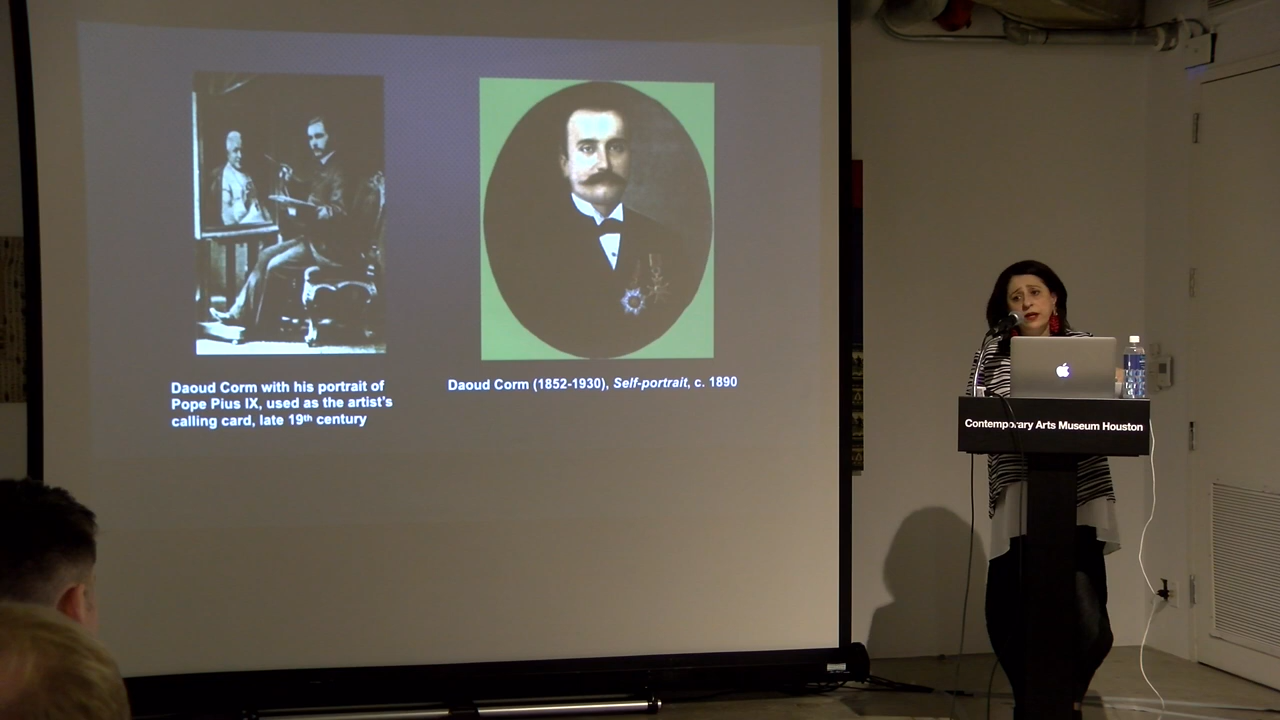 Daoud Corm with his portrait of
Pope Pius IX, used as the artist's
calling card, late 19th century
Daoud Corm (1852-1930), Self-portrait, c. 1890
Contemporary Arts Museum Houston